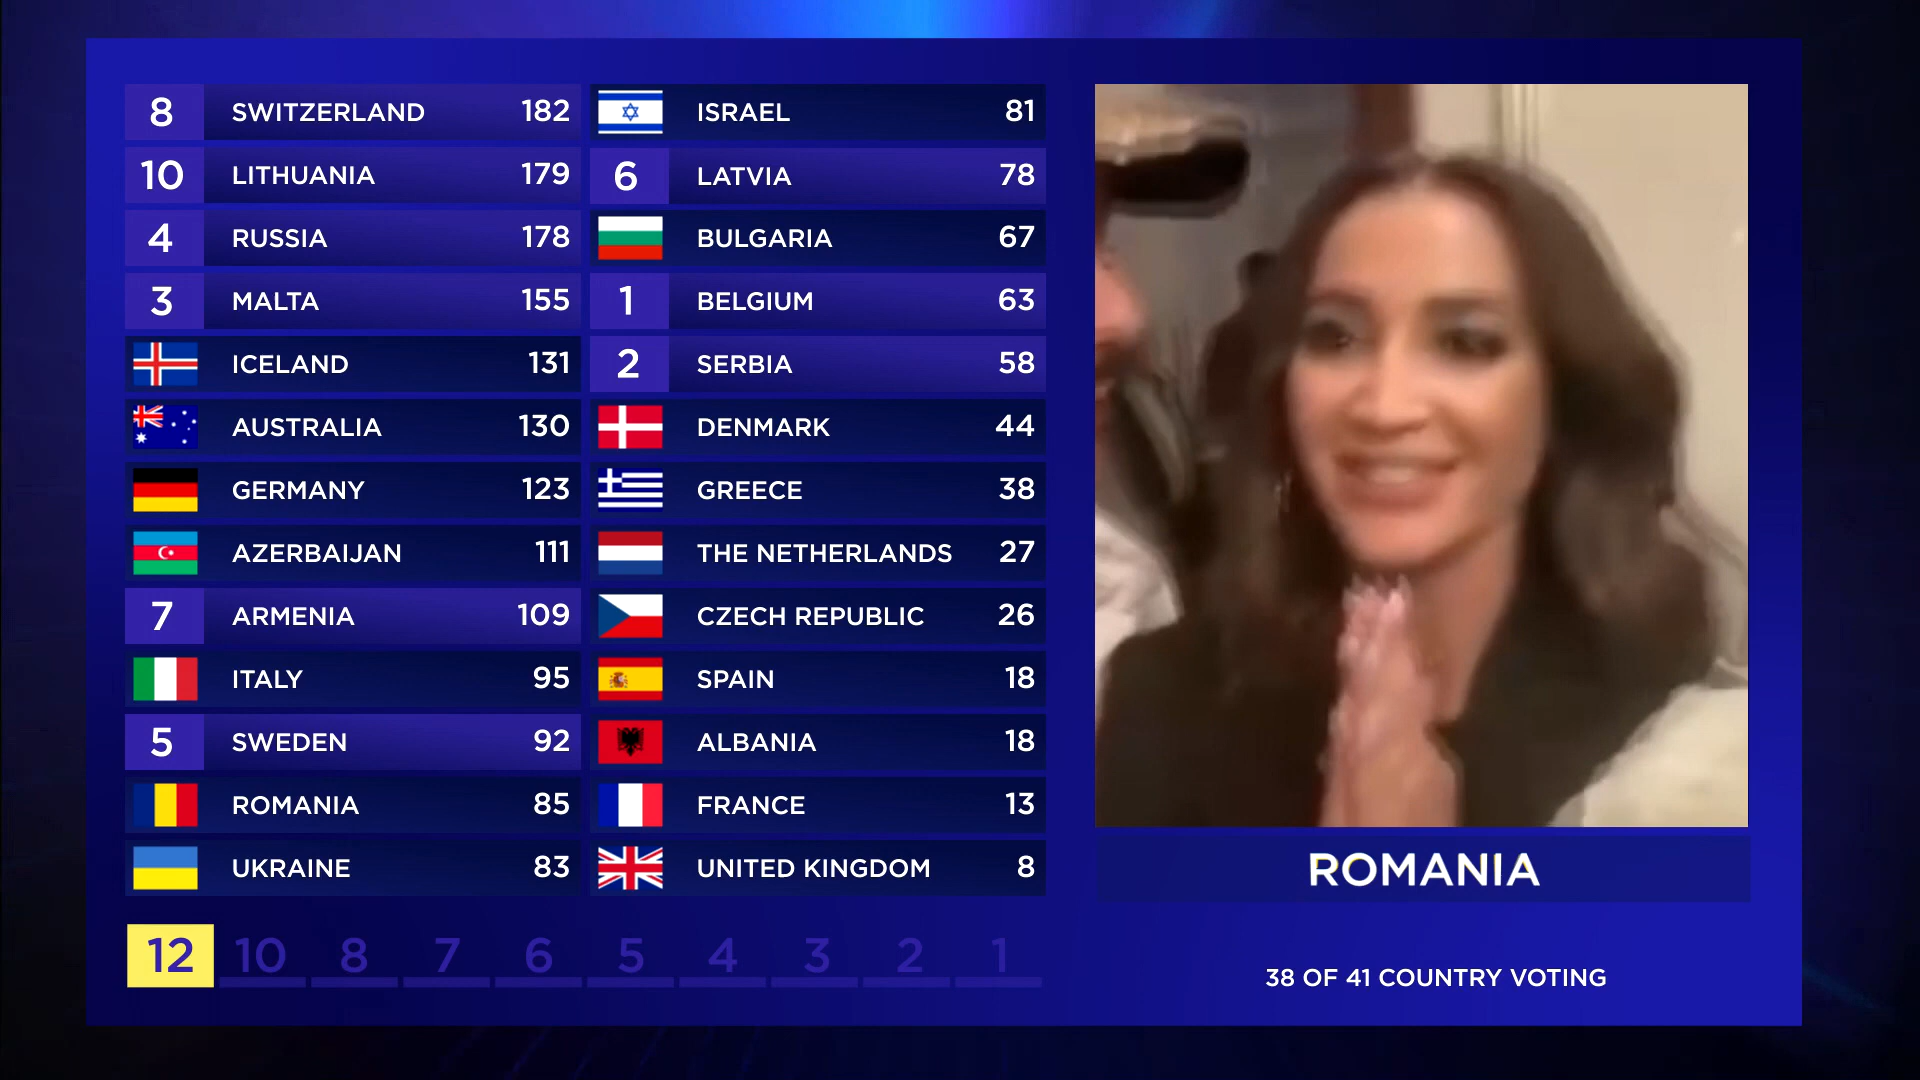 8 SWITZERLAND 182
10 LITHUANIA 179
4 RUSSIA 178
3 MALTA 155
ICELAND 131
AUSTRALIA 130
GERMANY 123
AZERBAIJAN 111
7 ARMENIA 109
ITALY 95
5 SWEDEN 92
ROMANIA 85
UKRAINE 83
ISRAEL 81
6 LATVIA 78
BULGARIA 67
1 BELGIUM 63
2 SERBIA 58
DENMARK 44
GREECE 38
THE NETHERLANDS 27
CZECH REPUBLIC 26
SPAIN 18
ALBANIA 18
FRANCE 13
UNITED KINGDOM 8
12 10 8 7 6 5 4 3 2 1
ROMANIA
38 OF 41 COUNTRY VOTING